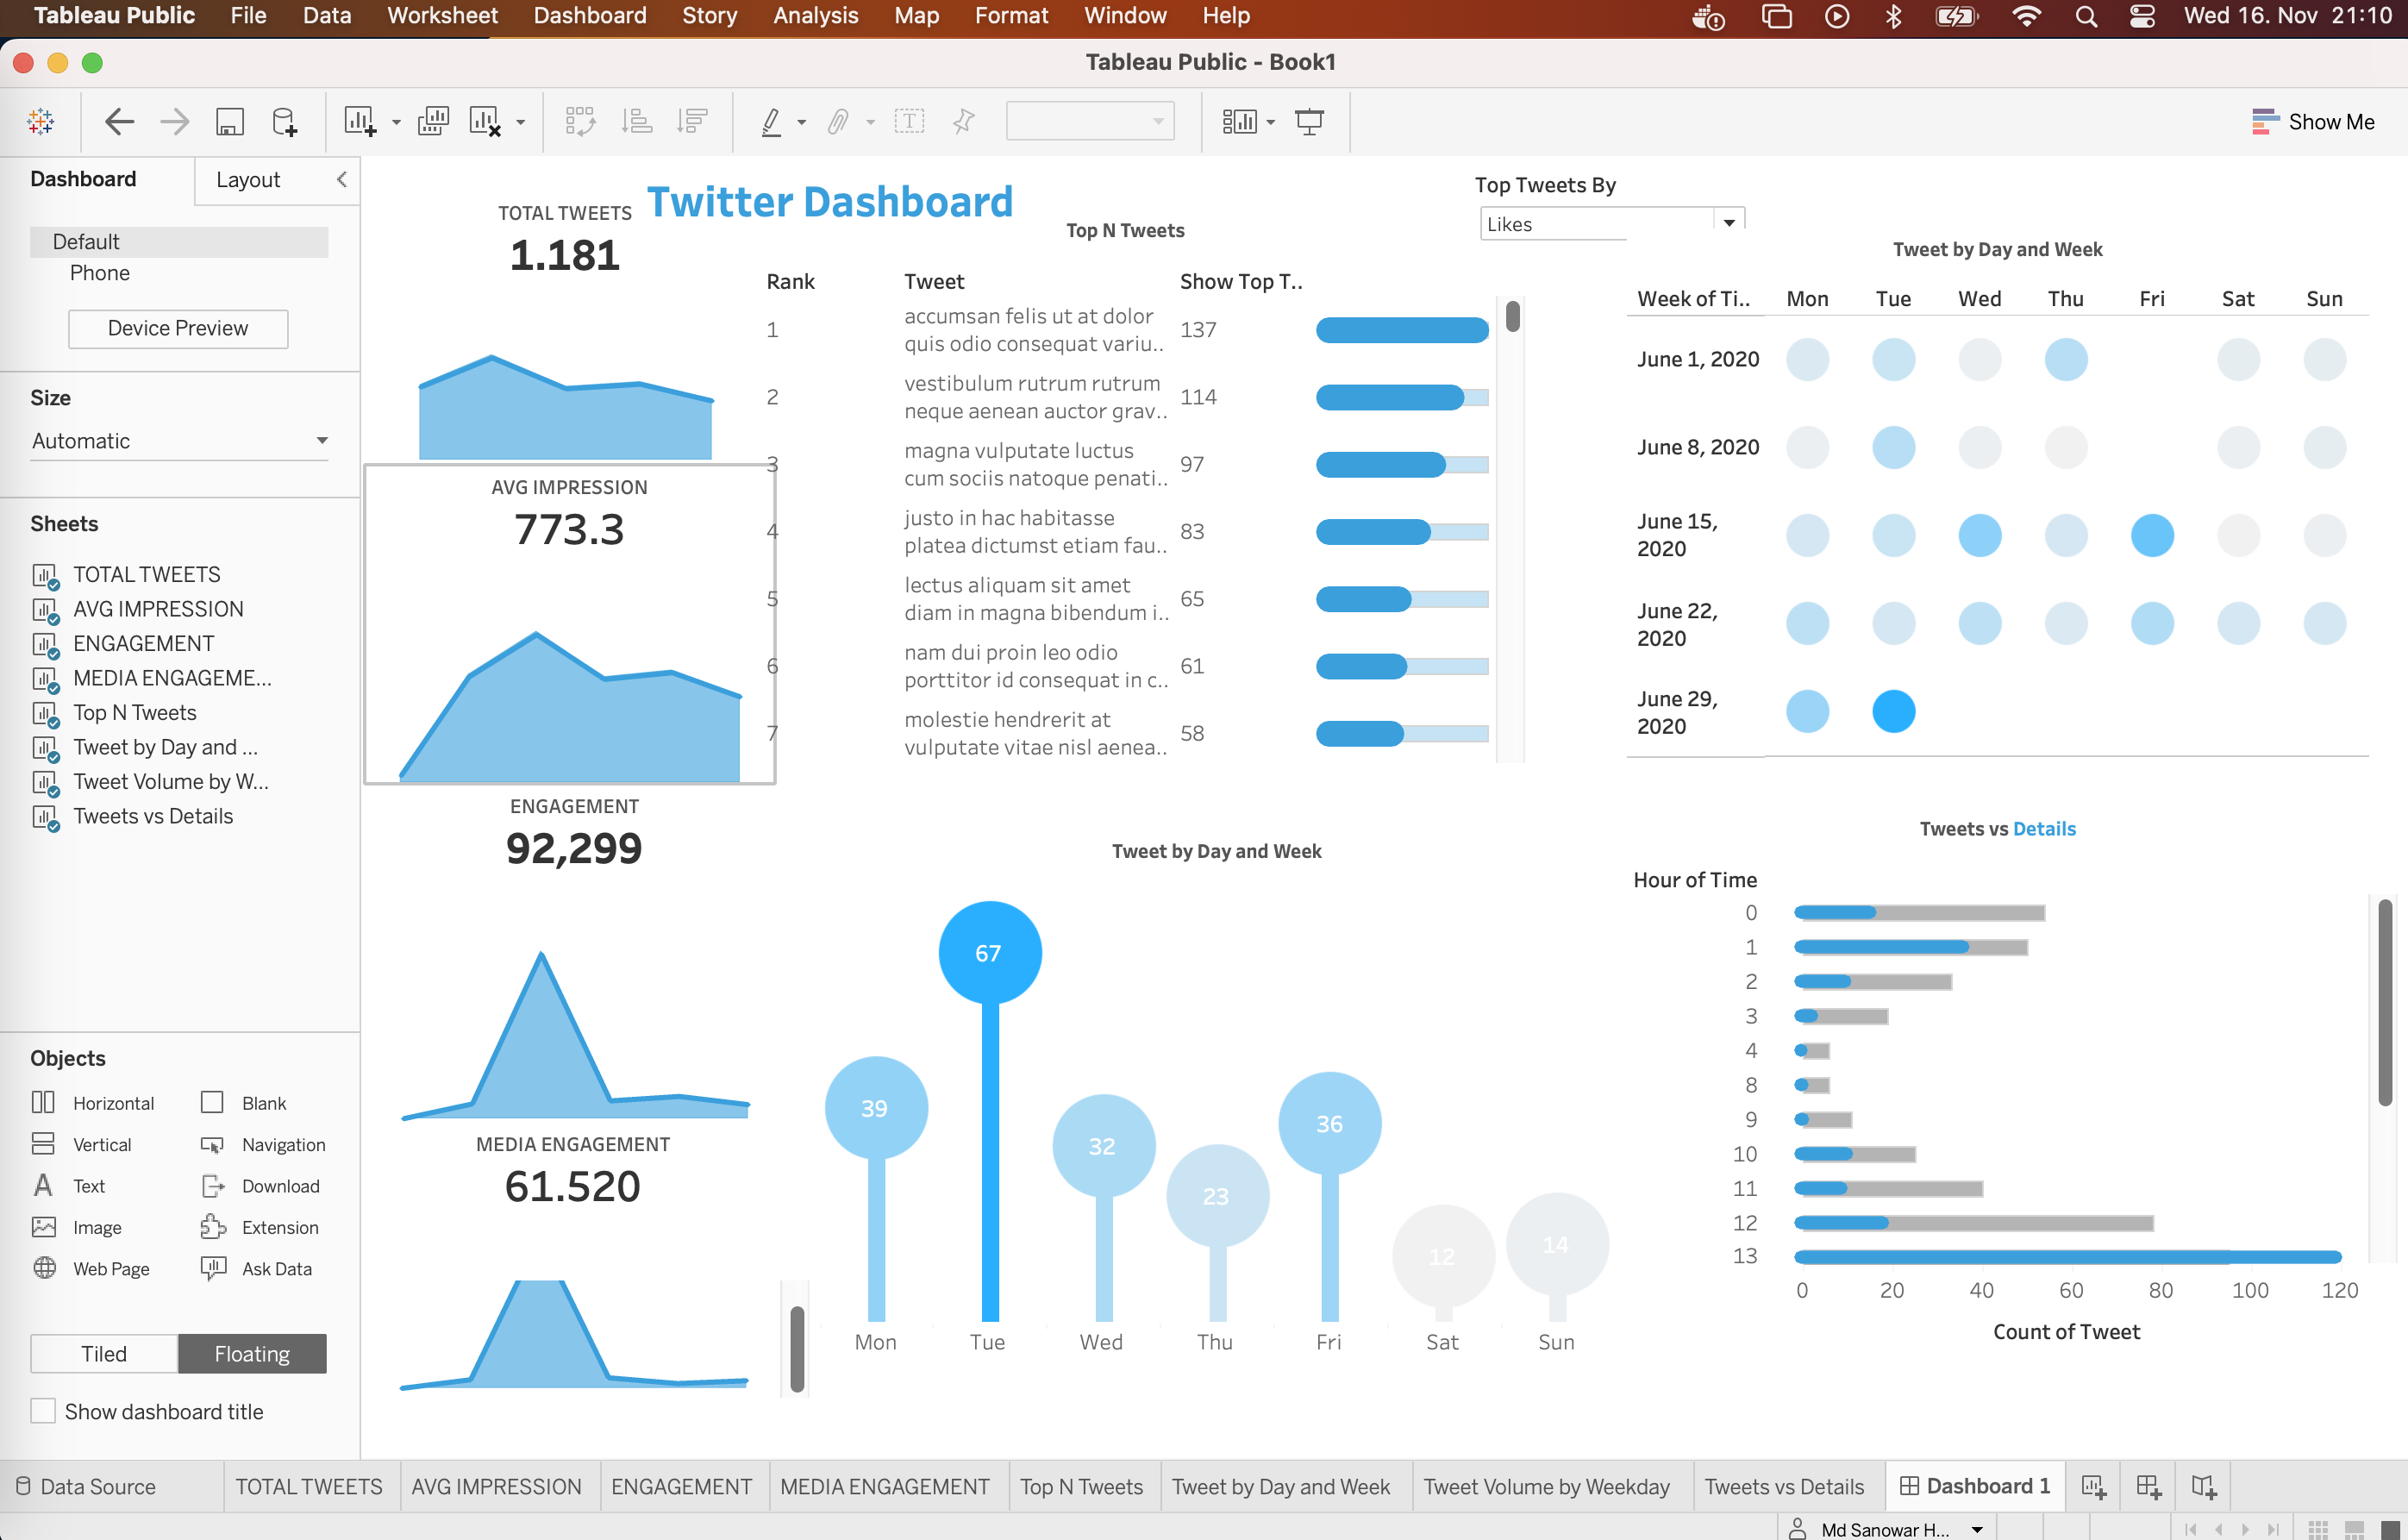 Tableau Public File Data Worksheet Dashboard Story Analysis Map Format Window Help Wed 16. Nov 21:10
Tableau Public - Book1
Show Me
Dashboard Layout
Default
Phone
Device Preview
Size
Automatic
Sheets
TOTAL TWEETS
AVG IMPRESSION
ENGAGEMENT
MEDIA ENGAGEME...
Top N Tweets
Tweet by Day and ...
Tweet Volume by W...
Tweets vs Details
Objects
Horizontal Blank
Vertical Navigation
Text Download
Image Extension
Web Page Ask Data
Tiled Floating
Show dashboard title
Twitter Dashboard
TOTAL TWEETS
1.181
AVG IMPRESSION
773.3
ENGAGEMENT
92,299
MEDIA ENGAGEMENT
61.520
Top Tweets By
Likes
Top N Tweets
Rank Tweet Show Top T..
1 accumsan felis ut at dolor 137
quis odio consequat variu..
2 vestibulum rutrum rutrum 114
neque aenean auctor grav..
3 magna vulputate luctus 97
cum sociis natoque penati..
4 justo in hac habitasse 83
platea dictumst etiam fau..
5 lectus aliquam sit amet 65
diam in magna bibendum i..
6 nam dui proin leo odio 61
porttitor id consequat in c..
7 molestie hendrerit at 58
vulputate vitae nisl aenea..
Tweet by Day and Week
Week of Ti.. Mon Tue Wed Thu Fri Sat Sun
June 1, 2020
June 8, 2020
June 15,
2020
June 22,
2020
June 29,
2020
Tweet by Day and Week
39 67 32 23 36 12 14
Mon Tue Wed Thu Fri Sat Sun
Tweets vs Details
Hour of Time
0
1
2
3
4
8
9
10
11
12
13
0 20 40 60 80 100 120
Count of Tweet
Data Source TOTAL TWEETS AVG IMPRESSION ENGAGEMENT MEDIA ENGAGEMENT Top N Tweets Tweet by Day and Week Tweet Volume by Weekday Tweets vs Details Dashboard 1
Md Sanowar H...